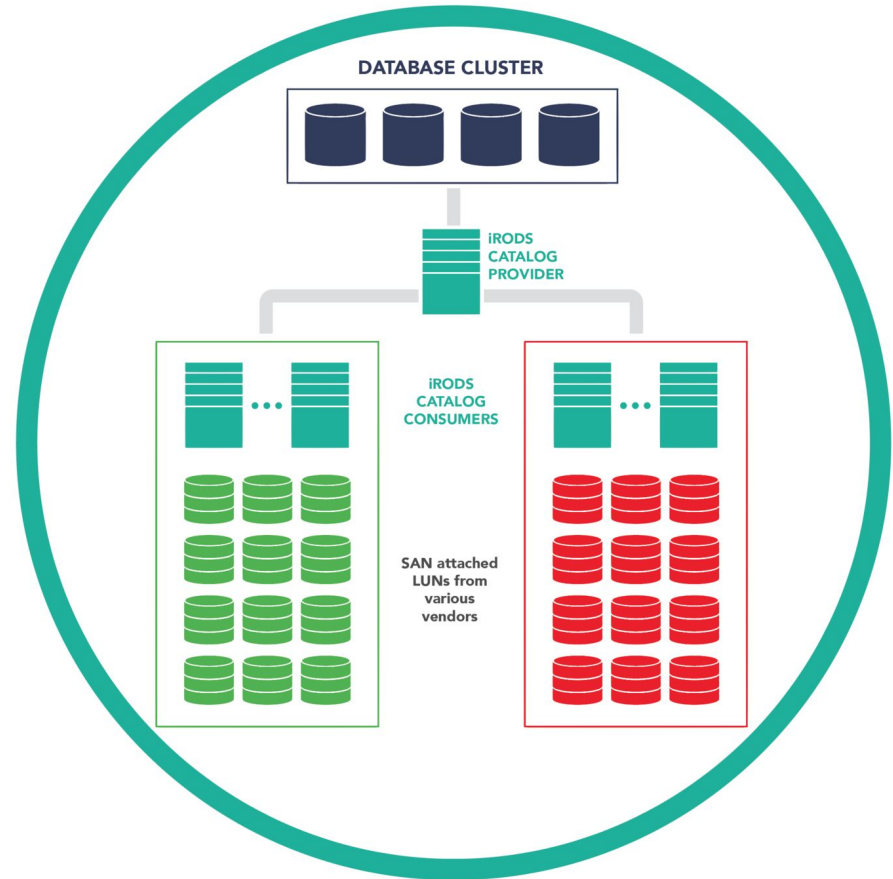 DATABASE CLUSTER
iRODS
CATALOG
PROVIDER
iRODS
CATALOG
CONSUMERS
SAN attached
LUNs from
various
vendors